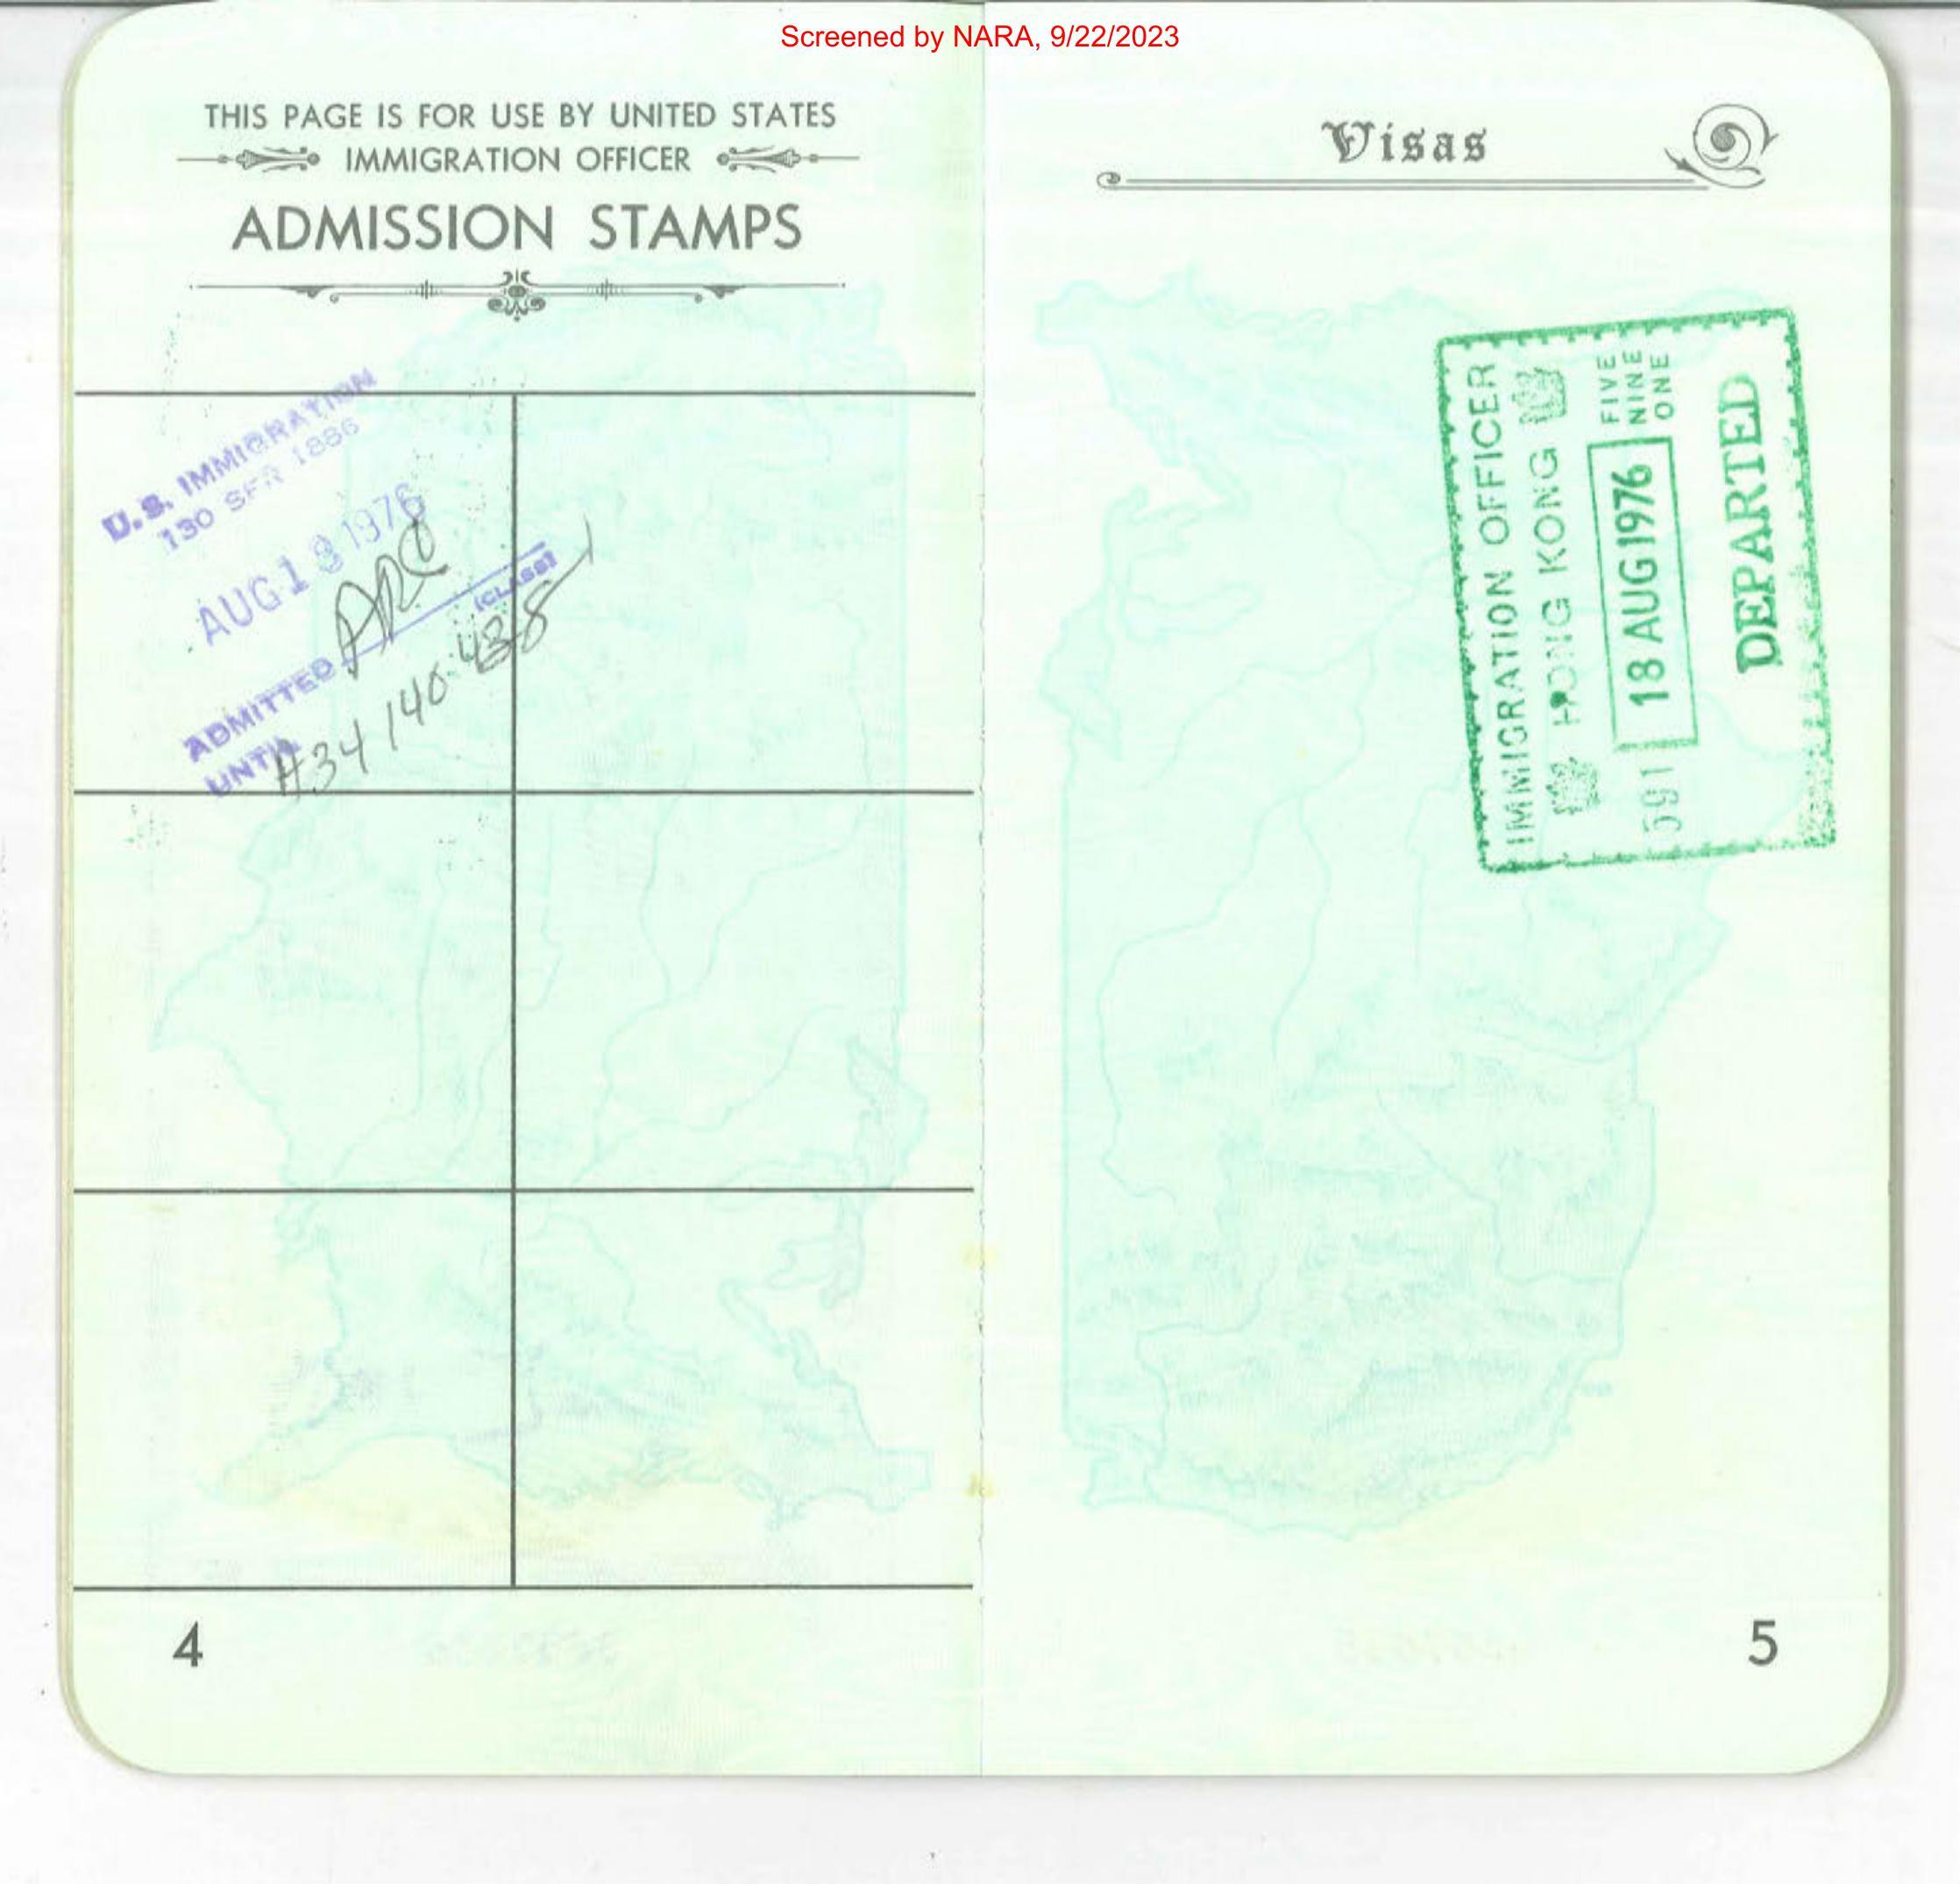 Screened by NARA, 9/22/2023
THIS PAGE IS FOR USE BY UNITED STATES
IMMIGRATION OFFICER
ADMISSION STAMPS
U.S. IMMIGRATION
130 SFR 1886
AUG 18 1976
ADMITTED ARC
(CLASS)
UNTIL
A34 140 438
4
Visas
IMMIGRATION OFFICER
HONG KONG
FIVE
NINE
ONE
18 AUG 1976
591
DEPARTED
5